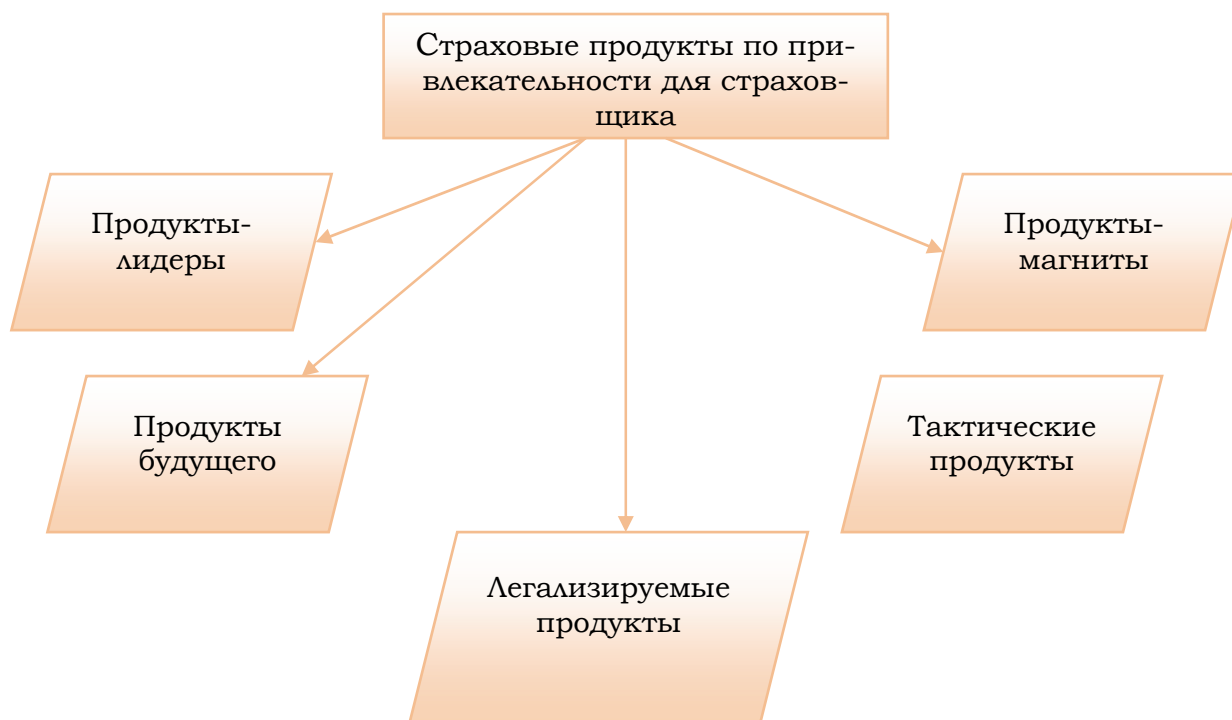 Страховые продукты по при-
влекательности для страхов-
щика
Продукты-
лидеры
Продукты-
магниты
Продукты
будущего
Тактические
продукты
Легализируемые
продукты